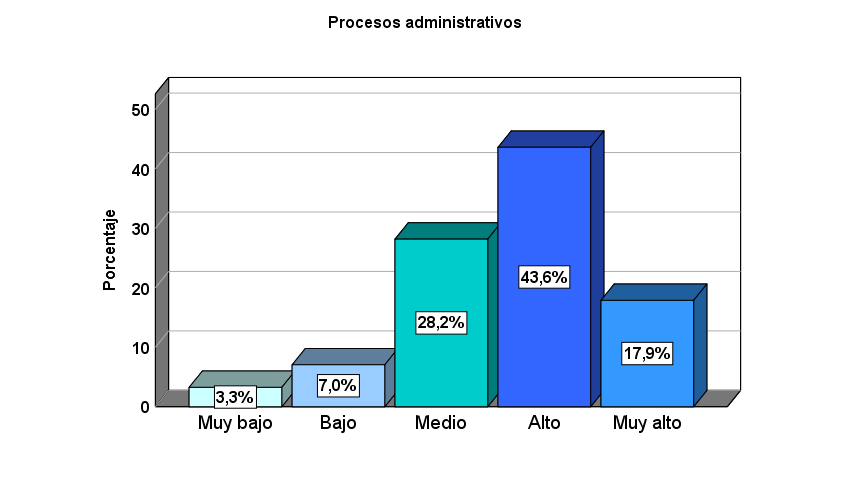 Procesos administrativos
Porcentaje
50
40
30
20
10
0
3,3%
7,0%
28,2%
43,6%
17,9%
Muy bajo
Bajo
Medio
Alto
Muy alto